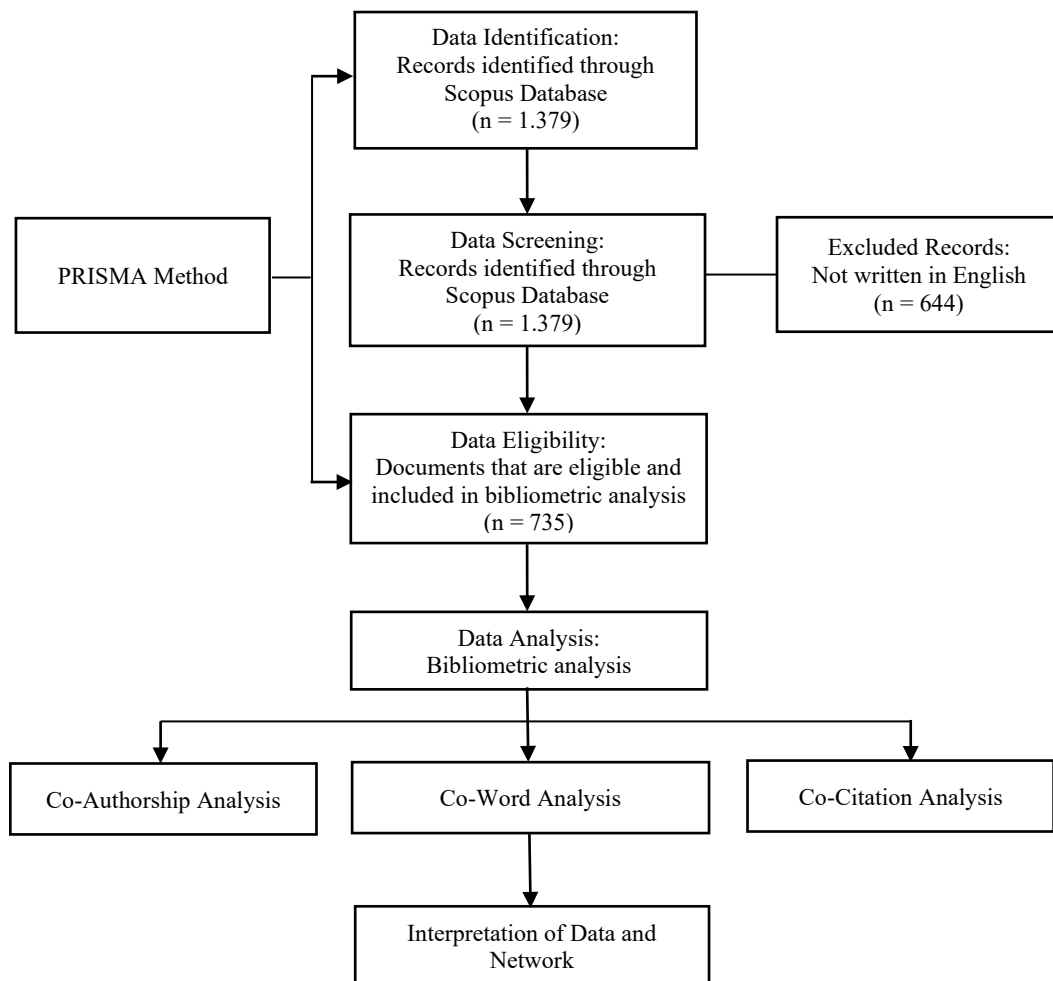 Data Identification:
Records identified through
Scopus Database
(n = 1.379)
PRISMA Method
Data Screening:
Records identified through
Scopus Database
(n = 1.379)
Excluded Records:
Not written in English
(n = 644)
Data Eligibility:
Documents that are eligible and
included in bibliometric analysis
(n = 735)
Data Analysis:
Bibliometric analysis
Co-Authorship Analysis
Co-Word Analysis
Co-Citation Analysis
Interpretation of Data and
Network